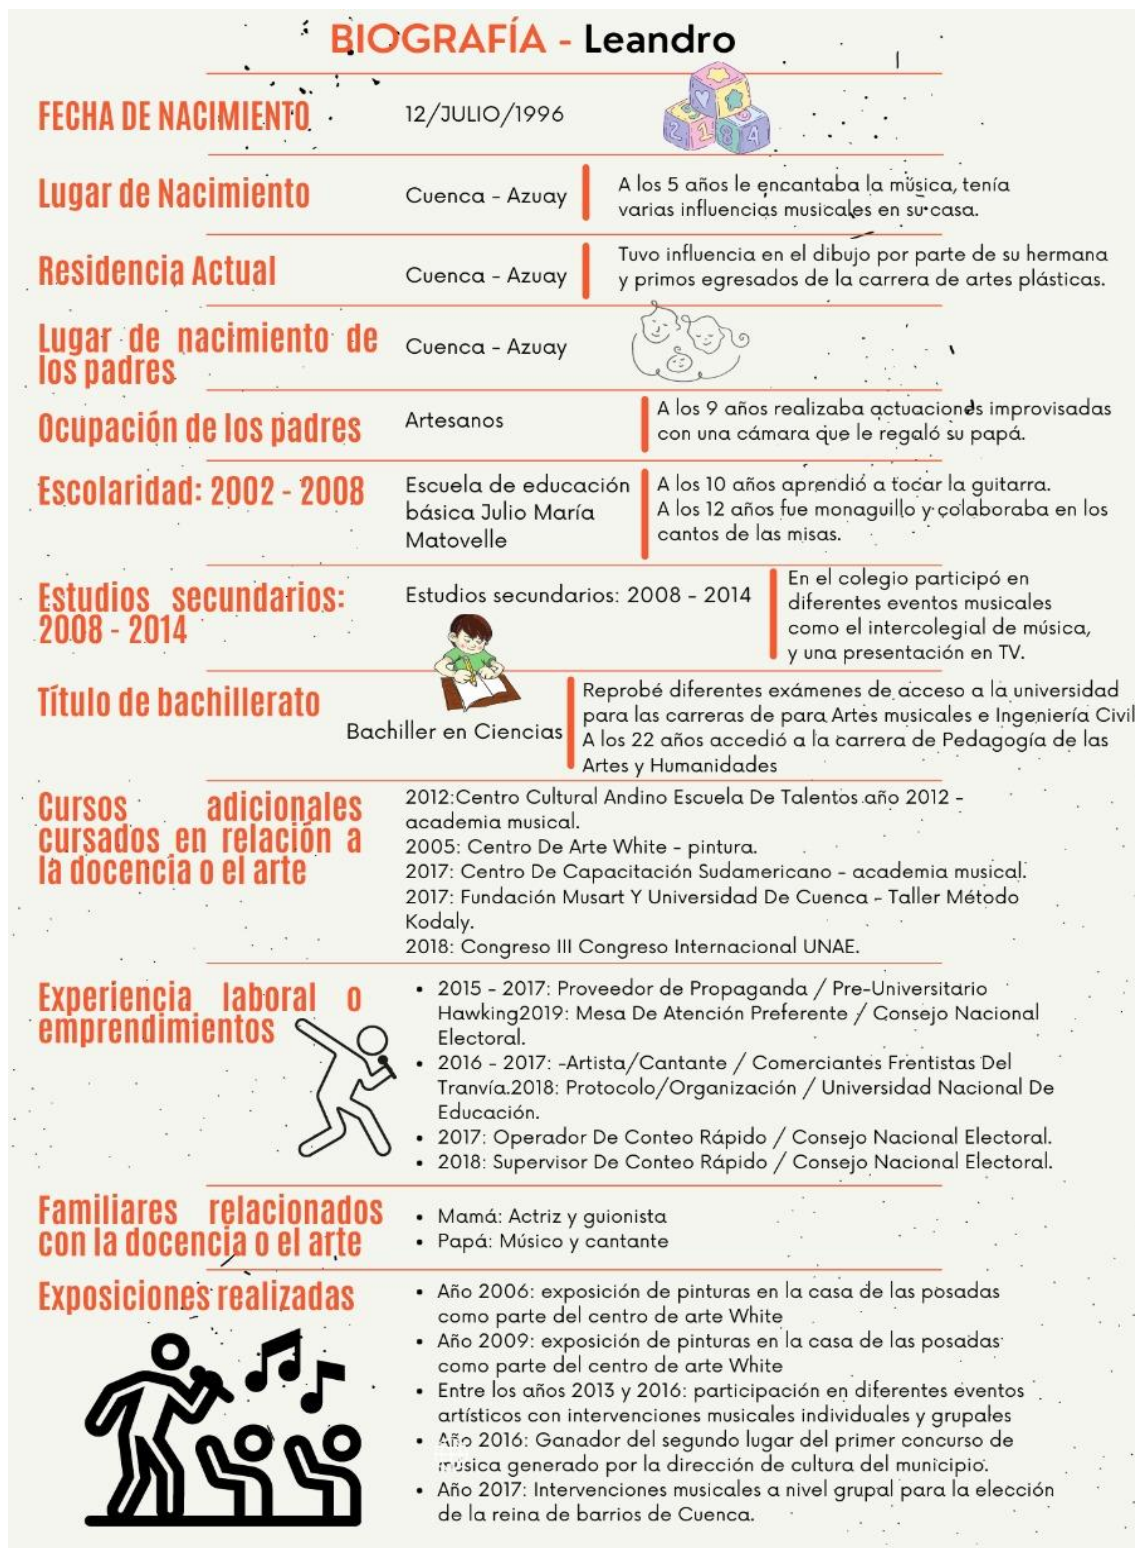 BIOGRAFÍA - Leandro
FECHA DE NACIMIENTO
12/JULIO/1996
2 1 8 4
Lugar de Nacimiento
Cuenca - Azuay
A los 5 años le encantaba la música, tenía
varias influencias musicales en su casa.
Residencia Actual
Cuenca - Azuay
Tuvo influencia en el dibujo por parte de su hermana
y primos egresados de la carrera de artes plásticas.
Lugar de nacimiento de
los padres
Cuenca - Azuay
Ocupación de los padres
Artesanos
A los 9 años realizaba actuaciones improvisadas
con una cámara que le regaló su papá.
Escolaridad: 2002 - 2008
Escuela de educación
básica Julio María
Matovelle
A los 10 años aprendió a tocar la guitarra.
A los 12 años fue monaguillo y colaboraba en los
cantos de las misas.
Estudios secundarios:
2008 - 2014
Estudios secundarios: 2008 - 2014
En el colegio participó en
diferentes eventos musicales
como el intercolegial de música,
y una presentación en TV.
Título de bachillerato
Bachiller en Ciencias
Reprobé diferentes exámenes de acceso a la universidad
para las carreras de para Artes musicales e Ingeniería Civil
A los 22 años accedió a la carrera de Pedagogía de las
Artes y Humanidades
Cursos adicionales
cursados en relación a
la docencia o el arte
2012:Centro Cultural Andino Escuela De Talentos año 2012 -
academia musical.
2005: Centro De Arte White - pintura.
2017: Centro De Capacitación Sudamericano - academia musical.
2017: Fundación Musart Y Universidad De Cuenca - Taller Método
Kodaly.
2018: Congreso III Congreso Internacional UNAE.
Experiencia laboral o
emprendimientos
• 2015 - 2017: Proveedor de Propaganda / Pre-Universitario
Hawking2019: Mesa De Atención Preferente / Consejo Nacional
Electoral.
• 2016 - 2017: -Artista/Cantante / Comerciantes Frentistas Del
Tranvía.2018: Protocolo/Organización / Universidad Nacional De
Educación.
• 2017: Operador De Conteo Rápido / Consejo Nacional Electoral.
• 2018: Supervisor De Conteo Rápido / Consejo Nacional Electoral.
Familiares relacionados
con la docencia o el arte
• Mamá: Actriz y guionista
• Papá: Músico y cantante
Exposiciones realizadas
• Año 2006: exposición de pinturas en la casa de las posadas
como parte del centro de arte White
• Año 2009: exposición de pinturas en la casa de las posadas
como parte del centro de arte White
• Entre los años 2013 y 2016: participación en diferentes eventos
artísticos con intervenciones musicales individuales y grupales
• Año 2016: Ganador del segundo lugar del primer concurso de
música generado por la dirección de cultura del municipio.
• Año 2017: Intervenciones musicales a nivel grupal para la elección
de la reina de barrios de Cuenca.